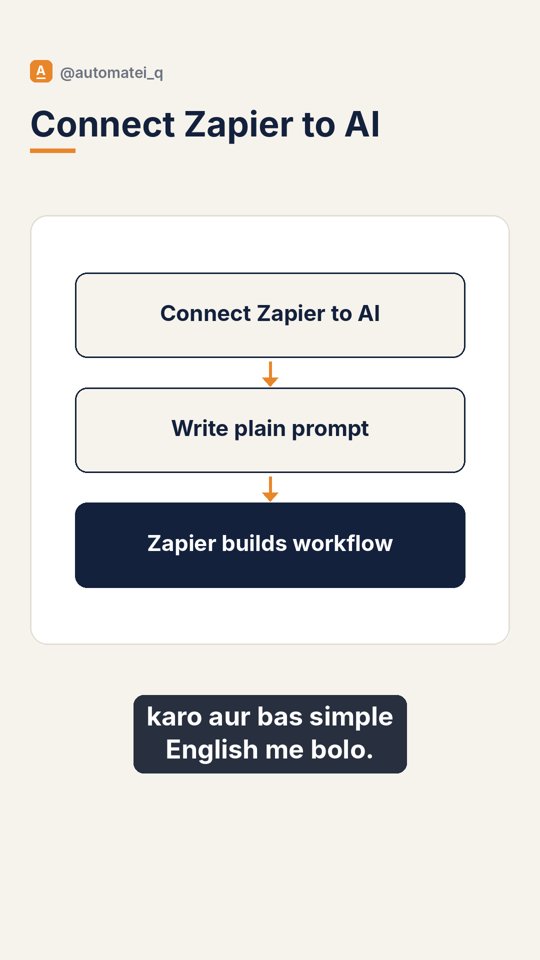 A
@automatei_q
Connect Zapier to AI
Connect Zapier to AI
Write plain prompt
Zapier builds workflow
karo aur bas simple
English me bolo.